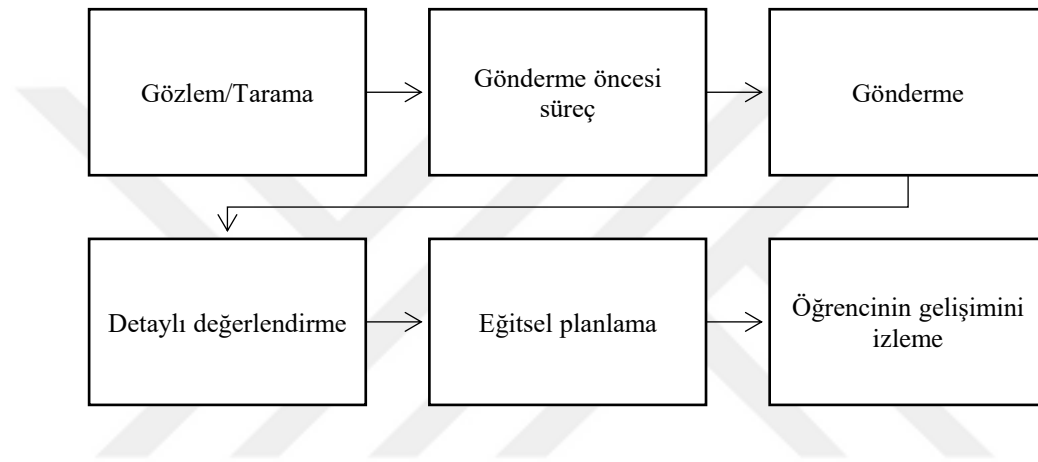 Gözlem/Tarama
Gönderme öncesi
süreç
Gönderme
Detaylı değerlendirme
Eğitsel planlama
Öğrencinin gelişimini
izleme